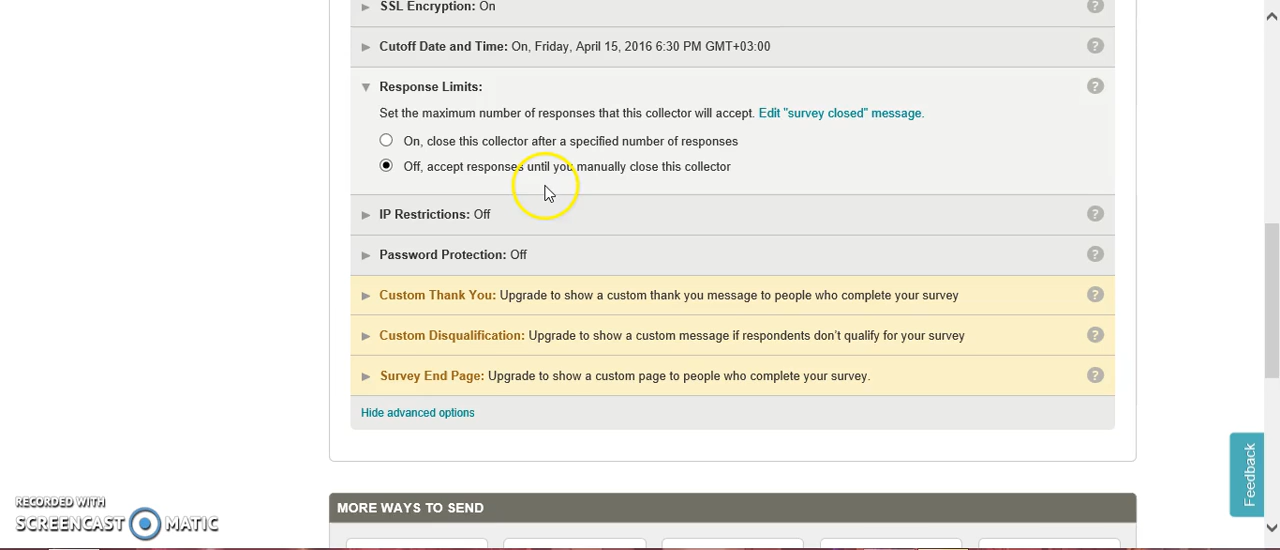 SSL Encryption: On
Cutoff Date and Time: On, Friday, April 15, 2016 6:30 PM GMT+03:00
Response Limits:
Set the maximum number of responses that this collector will accept. Edit "survey closed" message.
On, close this collector after a specified number of responses
Off, accept responses until you manually close this collector
IP Restrictions: Off
Password Protection: Off
Custom Thank You: Upgrade to show a custom thank you message to people who complete your survey
Custom Disqualification: Upgrade to show a custom message if respondents don't qualify for your survey
Survey End Page: Upgrade to show a custom page to people who complete your survey.
Hide advanced options
Feedback
RECORDED WITH
SCREENCAST MATIC
MORE WAYS TO SEND